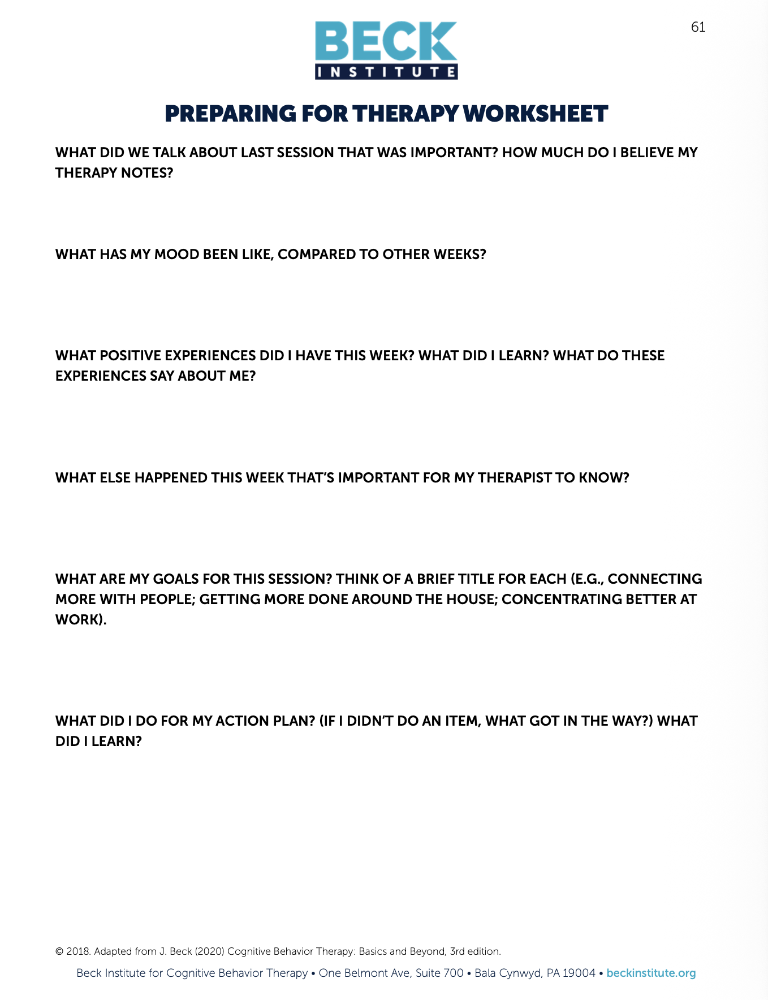 61
BECK
INSTITUTE
PREPARING FOR THERAPY WORKSHEET
WHAT DID WE TALK ABOUT LAST SESSION THAT WAS IMPORTANT? HOW MUCH DO I BELIEVE MY
THERAPY NOTES?
WHAT HAS MY MOOD BEEN LIKE, COMPARED TO OTHER WEEKS?
WHAT POSITIVE EXPERIENCES DID I HAVE THIS WEEK? WHAT DID I LEARN? WHAT DO THESE
EXPERIENCES SAY ABOUT ME?
WHAT ELSE HAPPENED THIS WEEK THAT’S IMPORTANT FOR MY THERAPIST TO KNOW?
WHAT ARE MY GOALS FOR THIS SESSION? THINK OF A BRIEF TITLE FOR EACH (E.G., CONNECTING
MORE WITH PEOPLE; GETTING MORE DONE AROUND THE HOUSE; CONCENTRATING BETTER AT
WORK).
WHAT DID I DO FOR MY ACTION PLAN? (IF I DIDN’T DO AN ITEM, WHAT GOT IN THE WAY?) WHAT
DID I LEARN?
© 2018. Adapted from J. Beck (2020) Cognitive Behavior Therapy: Basics and Beyond, 3rd edition.
Beck Institute for Cognitive Behavior Therapy • One Belmont Ave, Suite 700 • Bala Cynwyd, PA 19004 • beckinstitute.org